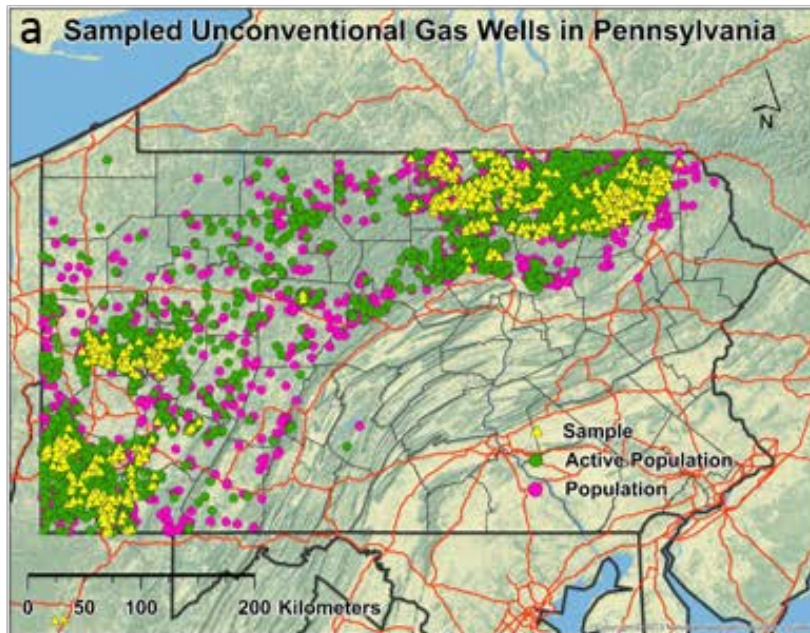 a Sampled Unconventional Gas Wells in Pennsylvania
N
Sample
Active Population
Population
0 50 100 200 Kilometers